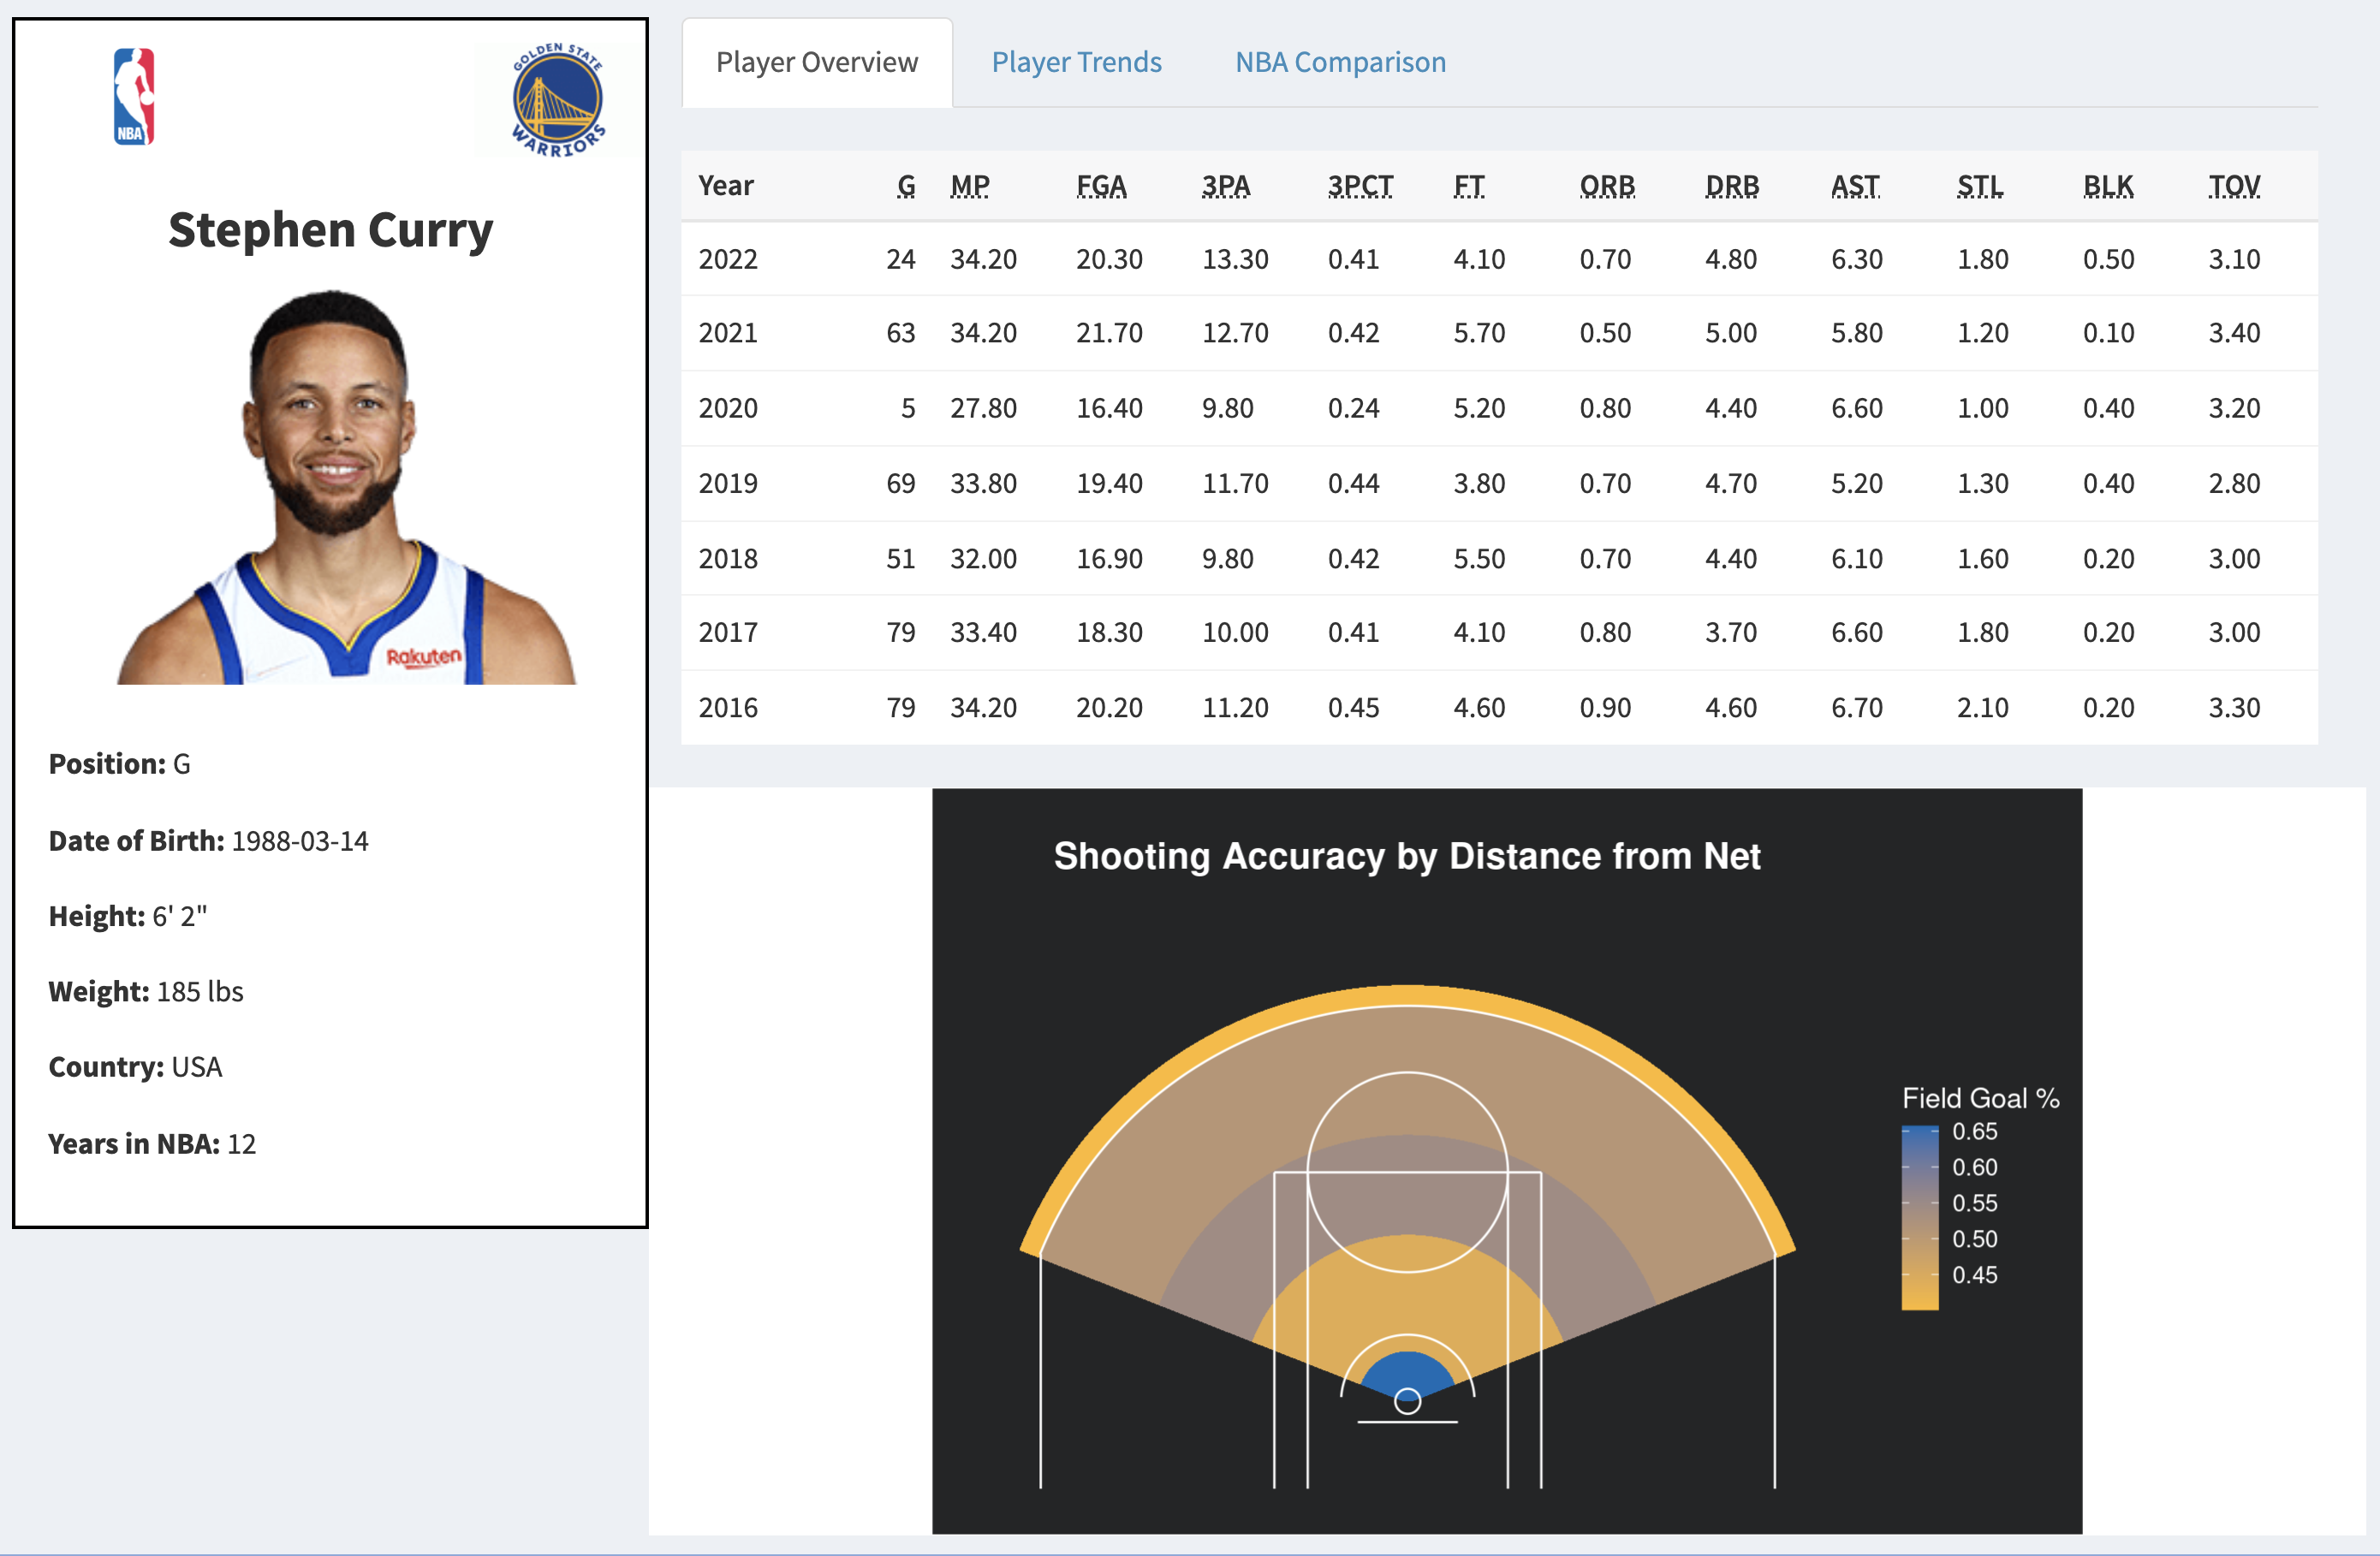 NBA
GOLDEN STATE
WARRIORS
Stephen Curry
Rakuten
Position: G
Date of Birth: 1988-03-14
Height: 6' 2"
Weight: 185 lbs
Country: USA
Years in NBA: 12
Player Overview Player Trends NBA Comparison
Year G MP FGA 3PA 3PCT FT ORB DRB AST STL BLK TOV
2022 24 34.20 20.30 13.30 0.41 4.10 0.70 4.80 6.30 1.80 0.50 3.10
2021 63 34.20 21.70 12.70 0.42 5.70 0.50 5.00 5.80 1.20 0.10 3.40
2020 5 27.80 16.40 9.80 0.24 5.20 0.80 4.40 6.60 1.00 0.40 3.20
2019 69 33.80 19.40 11.70 0.44 3.80 0.70 4.70 5.20 1.30 0.40 2.80
2018 51 32.00 16.90 9.80 0.42 5.50 0.70 4.40 6.10 1.60 0.20 3.00
2017 79 33.40 18.30 10.00 0.41 4.10 0.80 3.70 6.60 1.80 0.20 3.00
2016 79 34.20 20.20 11.20 0.45 4.60 0.90 4.60 6.70 2.10 0.20 3.30
Shooting Accuracy by Distance from Net
Field Goal %
0.65
0.60
0.55
0.50
0.45